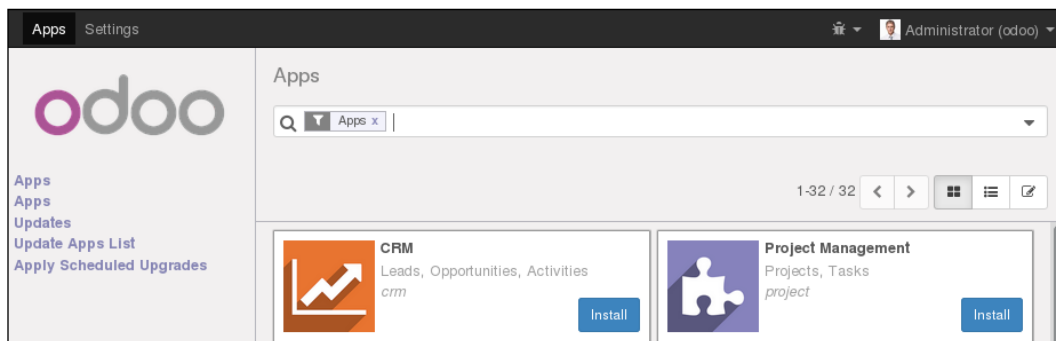 Apps Settings Administrator (odoo)
odoo
Apps
Apps
Updates
Update Apps List
Apply Scheduled Upgrades
Apps
Apps x
1-32 / 32
CRM
Leads, Opportunities, Activities
crm
Install
Project Management
Projects, Tasks
project
Install